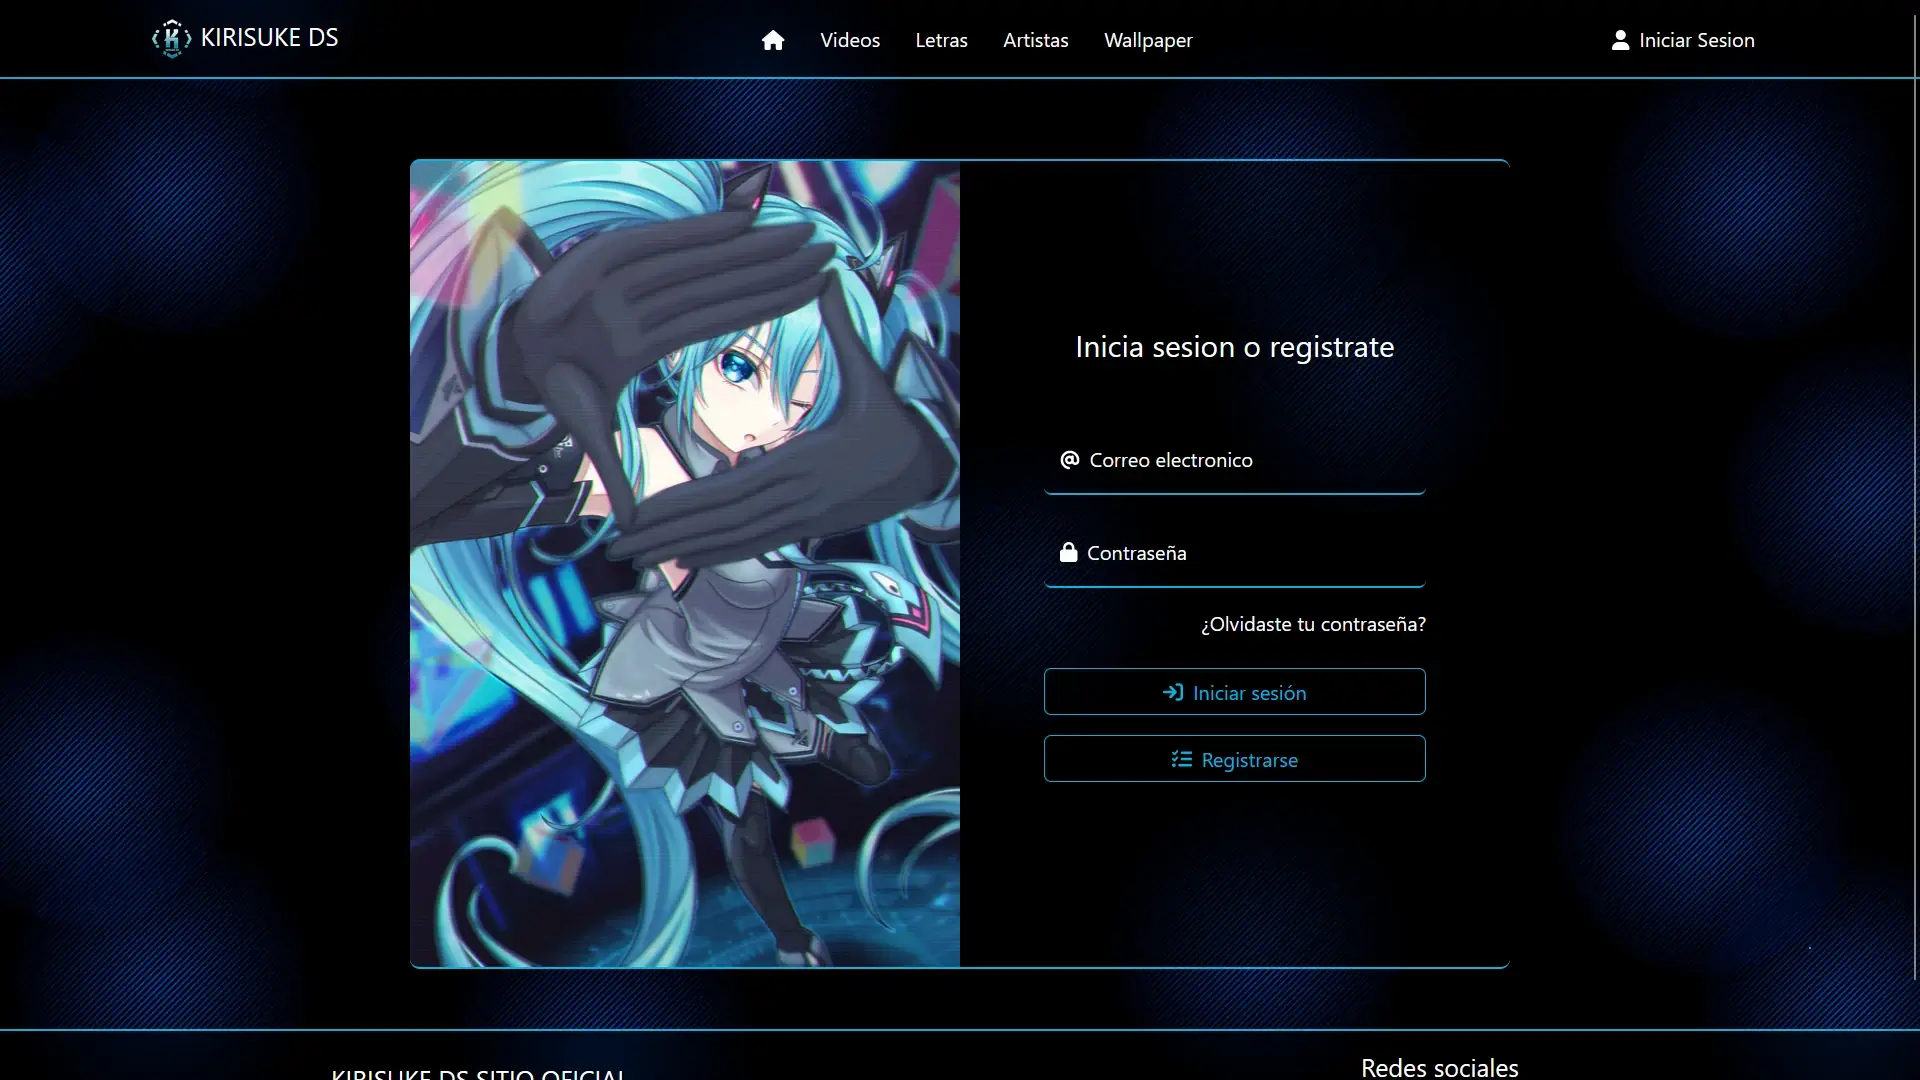 KIRISUKE DS
Videos
Letras
Artistas
Wallpaper
Iniciar Sesion
Inicia sesion o registrate
Correo electronico
Contraseña
¿Olvidaste tu contraseña?
Iniciar sesión
Registrarse
KIRISUKE DS SITIO OFICIAL
Redes sociales